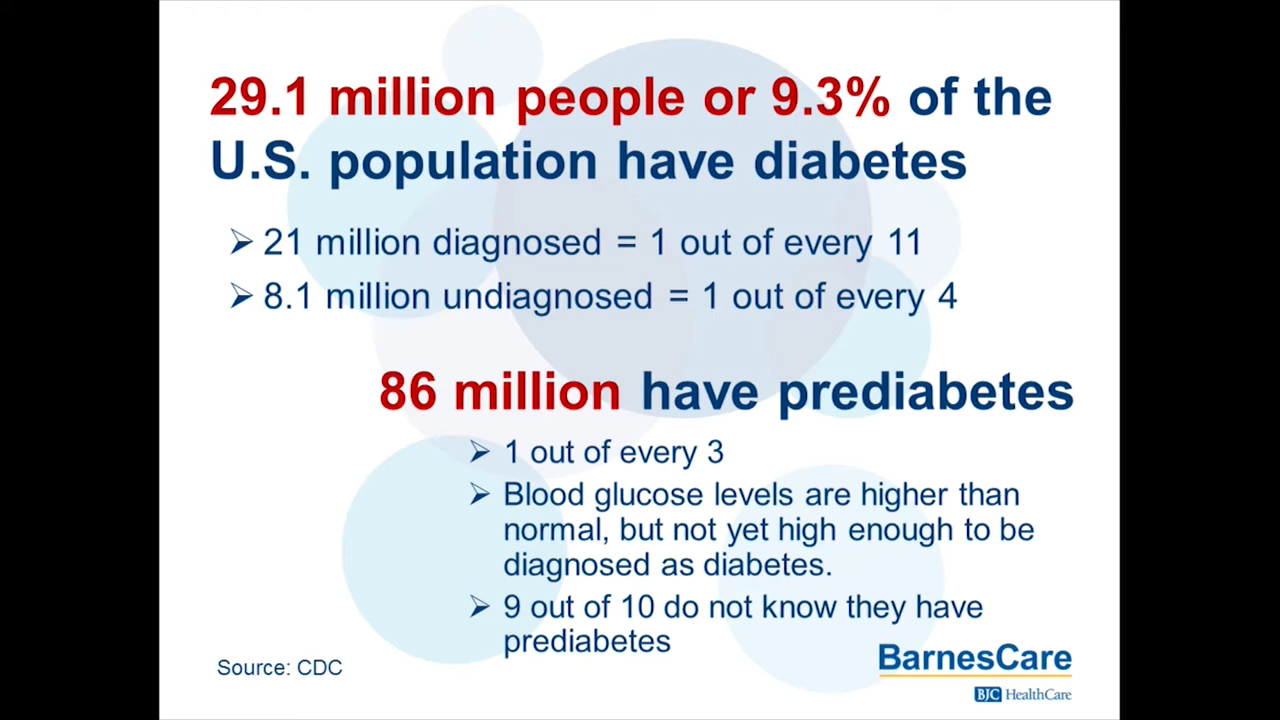 29.1 million people or 9.3% of the
U.S. population have diabetes
➢ 21 million diagnosed = 1 out of every 11
➢ 8.1 million undiagnosed = 1 out of every 4
86 million have prediabetes
➢ 1 out of every 3
➢ Blood glucose levels are higher than
normal, but not yet high enough to be
diagnosed as diabetes.
➢ 9 out of 10 do not know they have
prediabetes
Source: CDC
BarnesCare
BJC HealthCare